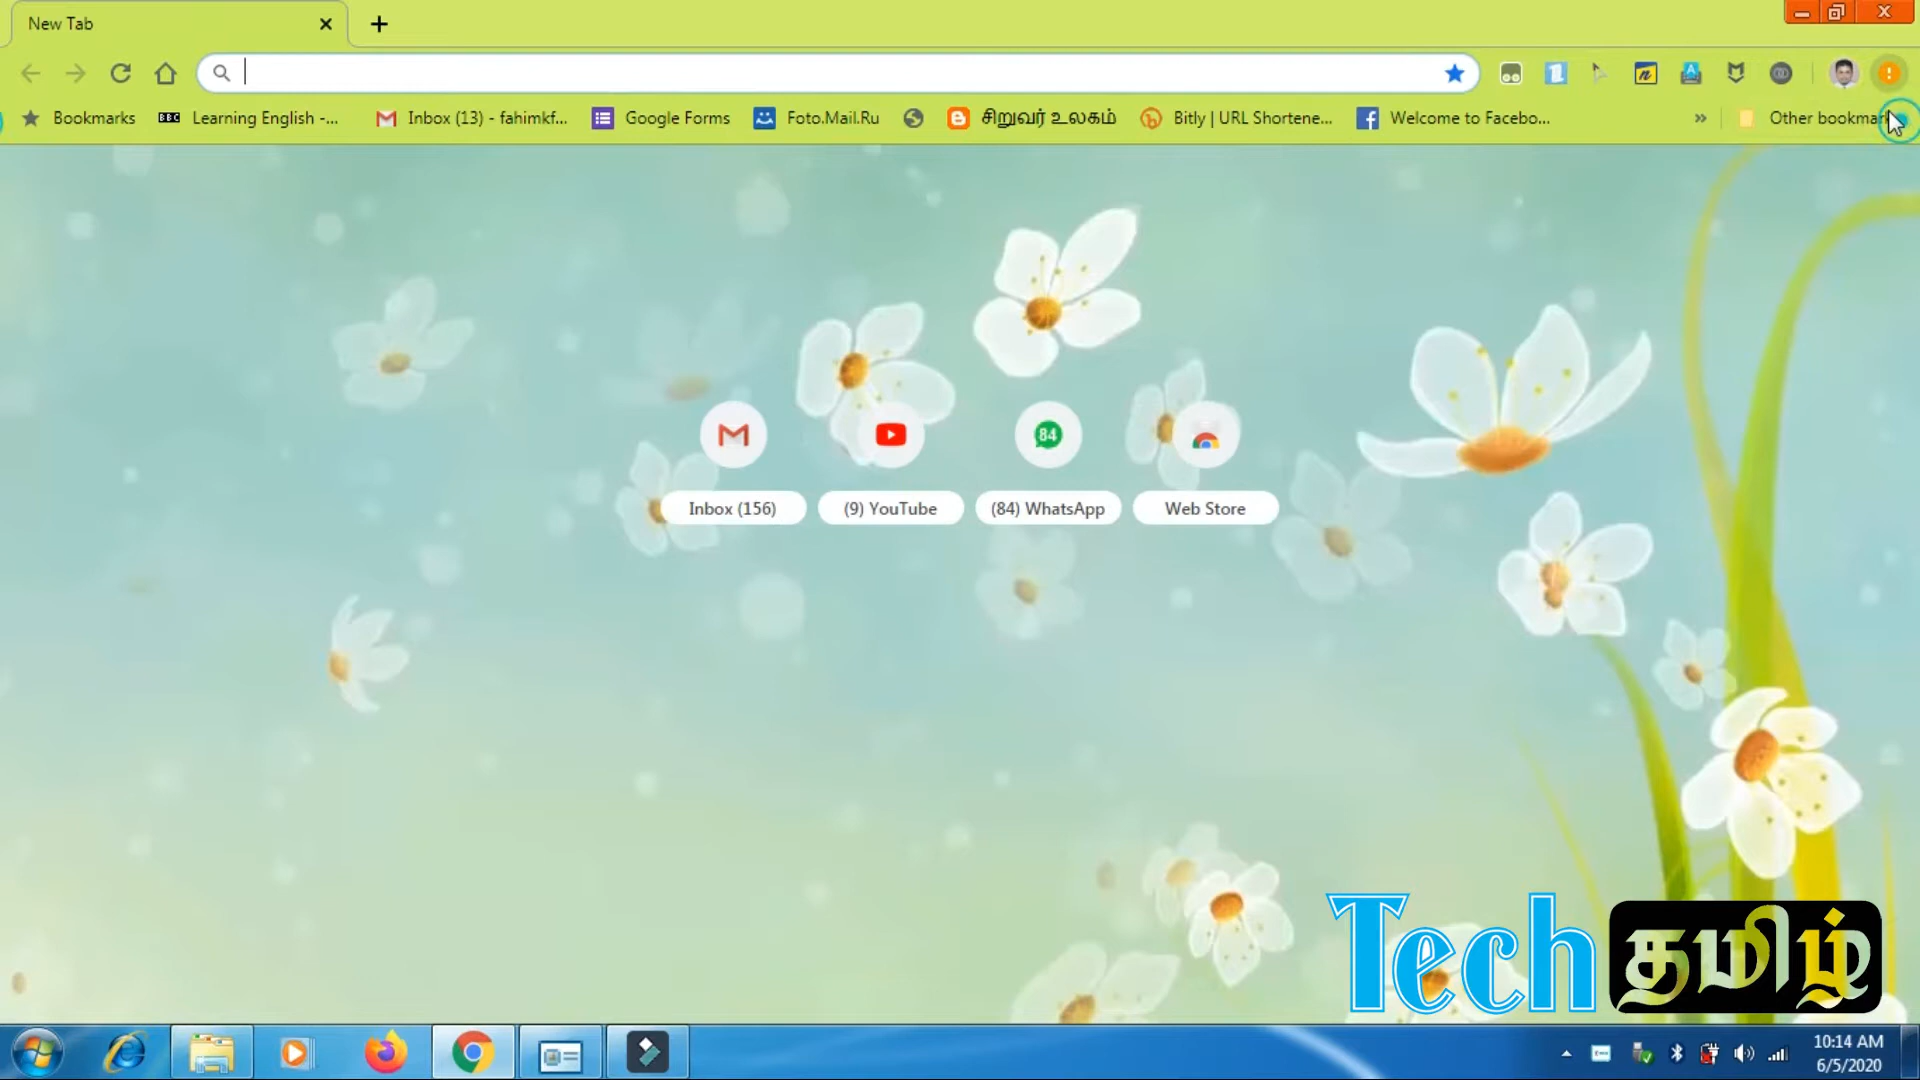 New Tab
Bookmarks
BBC
Learning English -...
Inbox (13) - fahimkf...
Google Forms
Foto.Mail.Ru
சிறுவர் உலகம்
Bitly | URL Shortene...
Welcome to Facebo...
»
Other bookmark
84
Inbox (156)
(9) YouTube
(84) WhatsApp
Web Store
Tech தமிழ்
10:14 AM
6/5/2020